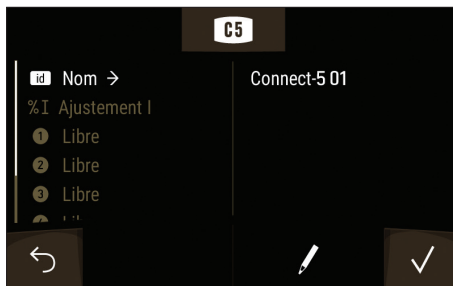 C5
id Nom → Connect-5 01
%I Ajustement I
1 Libre
2 Libre
3 Libre